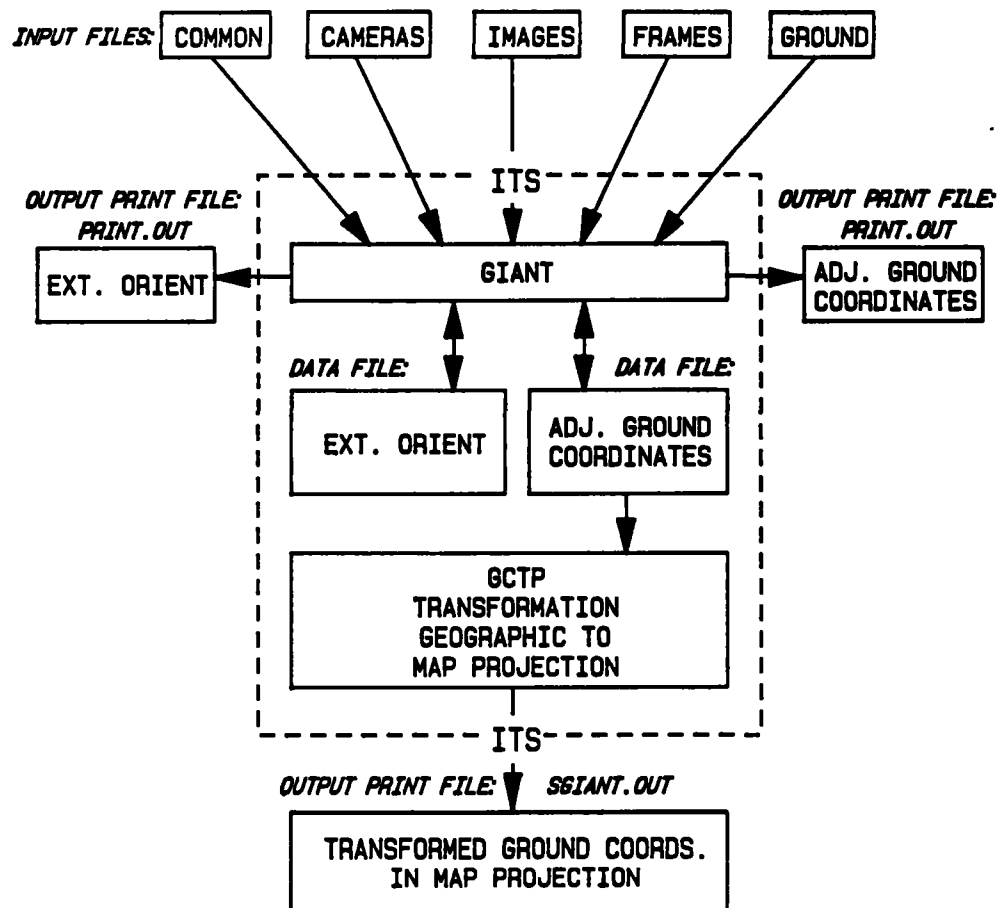 INPUT FILES: COMMON CAMERAS IMAGES FRAMES GROUND
ITS
OUTPUT PRINT FILE:
PRINT.OUT
OUTPUT PRINT FILE:
PRINT.OUT
EXT. ORIENT
GIANT
ADJ. GROUND
COORDINATES
DATA FILE:
DATA FILE:
EXT. ORIENT
ADJ. GROUND
COORDINATES
GCTP
TRANSFORMATION
GEOGRAPHIC TO
MAP PROJECTION
ITS
OUTPUT PRINT FILE: SGIANT.OUT
TRANSFORMED GROUND COORDS.
IN MAP PROJECTION